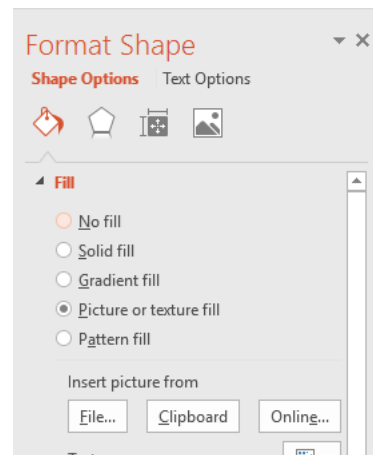 Format Shape
Shape Options Text Options
Fill
No fill
Solid fill
Gradient fill
Picture or texture fill
Pattern fill
Insert picture from
File... Clipboard Online...